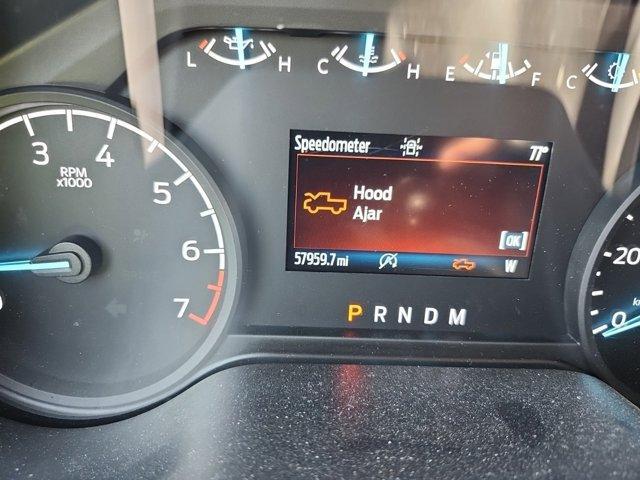 L H C H E F C
Speedometer 77°
3 4 5 6 7
RPM
x1000
Hood
Ajar
[OK]
57959.7 mi W
P R N D M
20
0